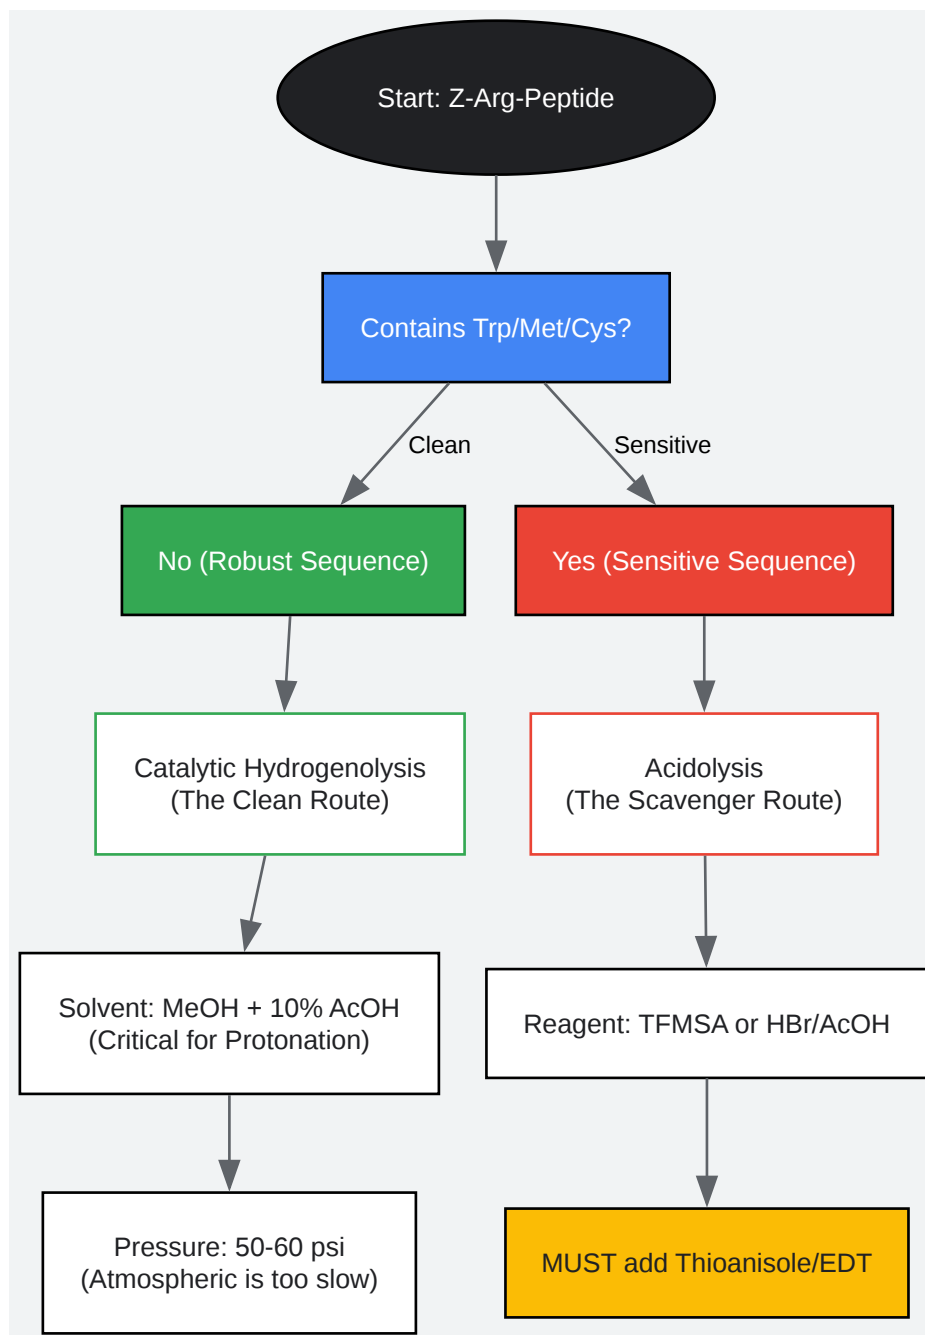 Start: Z-Arg-Peptide
Contains Trp/Met/Cys?
Clean
Sensitive
No (Robust Sequence)
Yes (Sensitive Sequence)
Catalytic Hydrogenolysis
(The Clean Route)
Acidolysis
(The Scavenger Route)
Solvent: MeOH + 10% AcOH
(Critical for Protonation)
Reagent: TFMSA or HBr/AcOH
Pressure: 50-60 psi
(Atmospheric is too slow)
MUST add Thioanisole/EDT